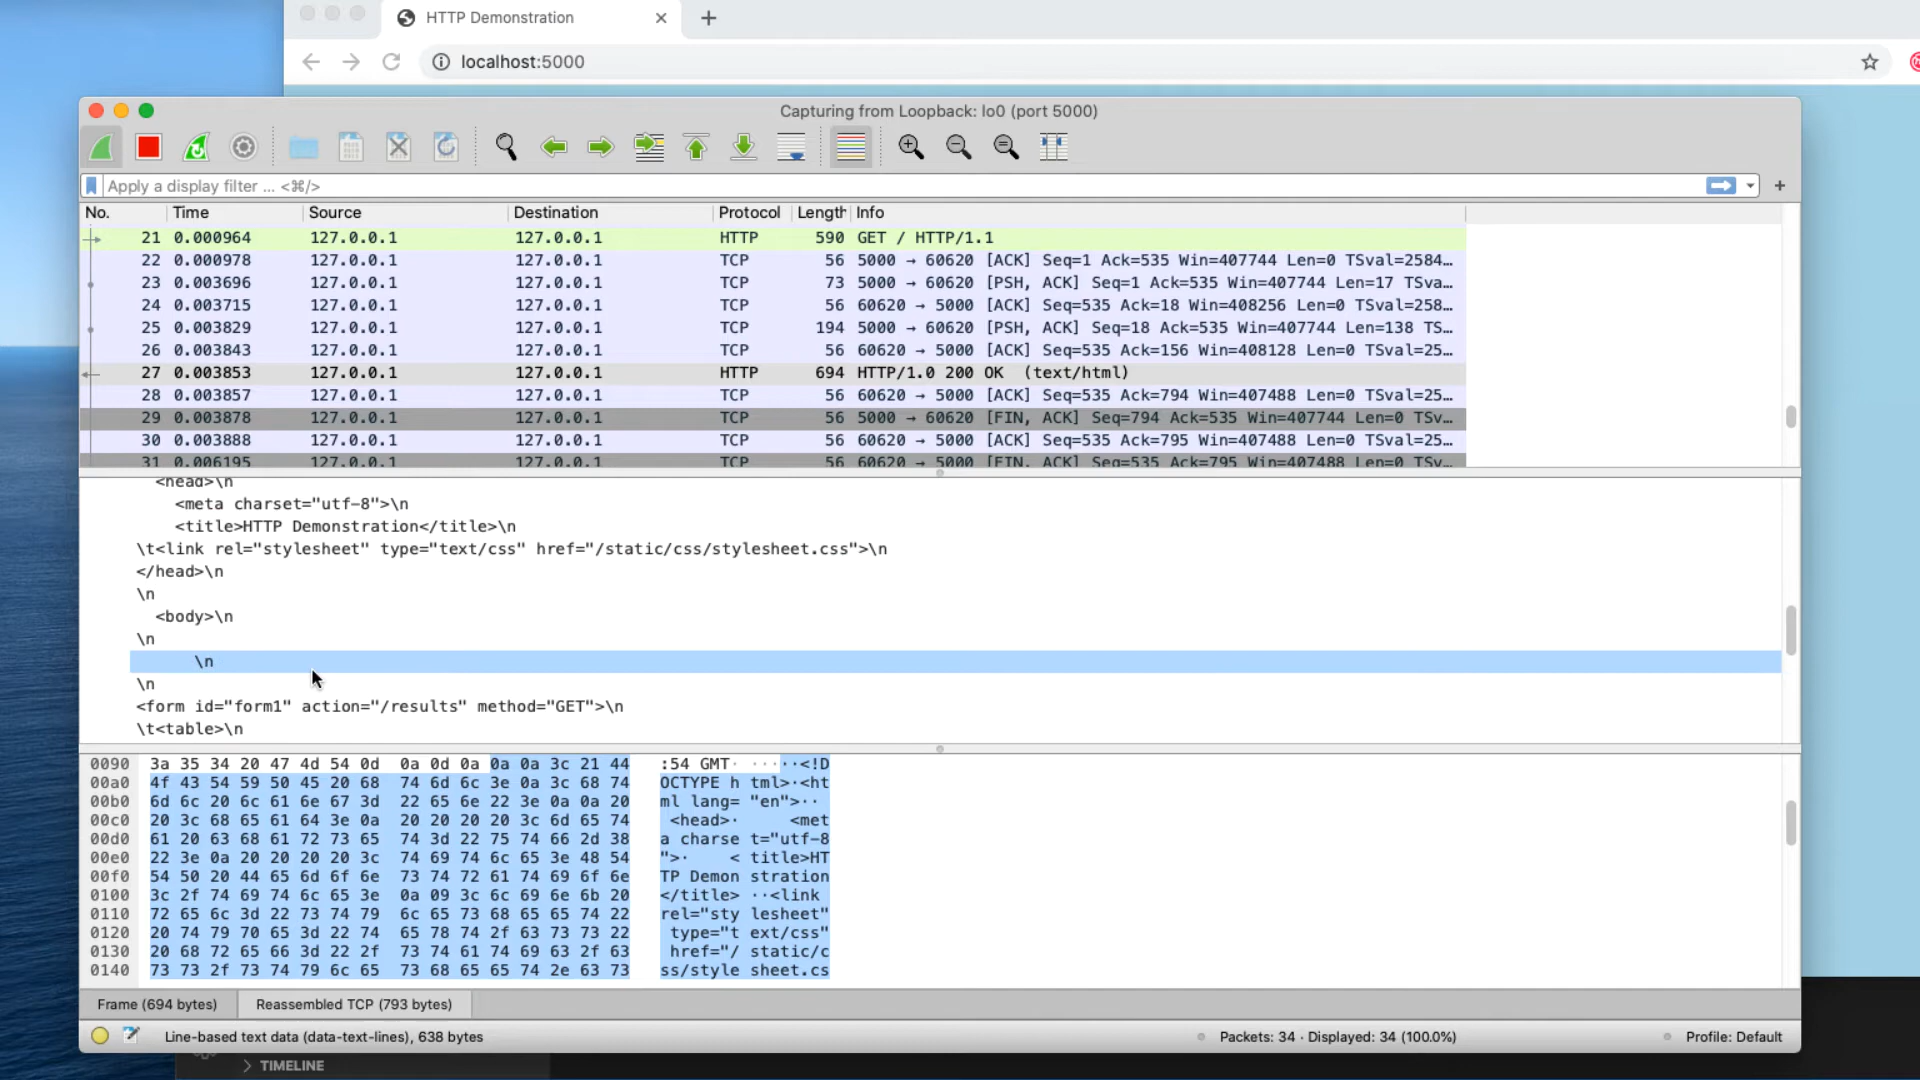 HTTP Demonstration
localhost:5000
Capturing from Loopback: lo0 (port 5000)
Apply a display filter ... <⌘/>
No. Time Source Destination Protocol Length Info
21 0.000964 127.0.0.1 127.0.0.1 HTTP 590 GET / HTTP/1.1
22 0.000978 127.0.0.1 127.0.0.1 TCP 56 5000 → 60620 [ACK] Seq=1 Ack=535 Win=407744 Len=0 TSval=2584…
23 0.003696 127.0.0.1 127.0.0.1 TCP 73 5000 → 60620 [PSH, ACK] Seq=1 Ack=535 Win=407744 Len=17 TSva…
24 0.003715 127.0.0.1 127.0.0.1 TCP 56 60620 → 5000 [ACK] Seq=535 Ack=18 Win=408256 Len=0 TSval=258…
25 0.003829 127.0.0.1 127.0.0.1 TCP 194 5000 → 60620 [PSH, ACK] Seq=18 Ack=535 Win=407744 Len=138 TS…
26 0.003843 127.0.0.1 127.0.0.1 TCP 56 60620 → 5000 [ACK] Seq=535 Ack=156 Win=408128 Len=0 TSval=25…
27 0.003853 127.0.0.1 127.0.0.1 HTTP 694 HTTP/1.0 200 OK (text/html)
28 0.003857 127.0.0.1 127.0.0.1 TCP 56 60620 → 5000 [ACK] Seq=535 Ack=794 Win=407488 Len=0 TSval=25…
29 0.003878 127.0.0.1 127.0.0.1 TCP 56 5000 → 60620 [FIN, ACK] Seq=794 Ack=535 Win=407744 Len=0 TSv…
30 0.003888 127.0.0.1 127.0.0.1 TCP 56 60620 → 5000 [ACK] Seq=535 Ack=795 Win=407488 Len=0 TSval=25…
31 0.006195 127.0.0.1 127.0.0.1 TCP 56 60620 → 5000 [FIN, ACK] Seq=535 Ack=795 Win=407488 Len=0 TSv…
<head>\n
<meta charset="utf-8">\n
<title>HTTP Demonstration</title>\n
\t<link rel="stylesheet" type="text/css" href="/static/css/stylesheet.css">\n
</head>\n
\n
<body>\n
\n
\n
\n
<form id="form1" action="/results" method="GET">\n
\t<table>\n
0090 3a 35 34 20 47 4d 54 0d 0a 0d 0a 0a 0a 3c 21 44 :54 GMT· ·····<!D
00a0 4f 43 54 59 50 45 20 68 74 6d 6c 3e 0a 3c 68 74 OCTYPE h tml>·<ht
00b0 6d 6c 20 6c 61 6e 67 3d 22 65 6e 22 3e 0a 0a 20 ml lang= "en">··
00c0 20 3c 68 65 61 64 3e 0a 20 20 20 20 3c 6d 65 74 <head>· <met
00d0 61 20 63 68 61 72 73 65 74 3d 22 75 74 66 2d 38 a charse t="utf-8
00e0 22 3e 0a 20 20 20 20 3c 74 69 74 6c 65 3e 48 54 ">· < title>HT
00f0 54 50 20 44 65 6d 6f 6e 73 74 72 61 74 69 6f 6e TP Demon stration
0100 3c 2f 74 69 74 6c 65 3e 0a 09 3c 6c 69 6e 6b 20 </title> ··<link
0110 72 65 6c 3d 22 73 74 79 6c 65 73 68 65 65 74 22 rel="sty lesheet"
0120 20 74 79 70 65 3d 22 74 65 78 74 2f 63 73 73 22 type="t ext/css"
0130 20 68 72 65 66 3d 22 2f 73 74 61 74 69 63 2f 63 href="/ static/c
0140 73 73 2f 73 74 79 6c 65 73 68 65 65 74 2e 63 73 ss/style sheet.cs
Frame (694 bytes) Reassembled TCP (793 bytes)
Line-based text data (data-text-lines), 638 bytes Packets: 34 · Displayed: 34 (100.0%) Profile: Default
TIMELINE